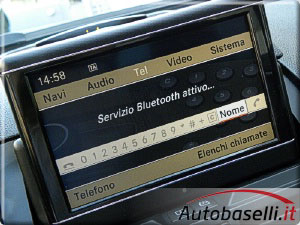 14:58 TA
Navi Audio Tel Video Sistema
Servizio Bluetooth attivo...
0 1 2 3 4 5 6 7 8 9 * # + Nome
Telefono Elenchi chiamate
Autobaselli.it